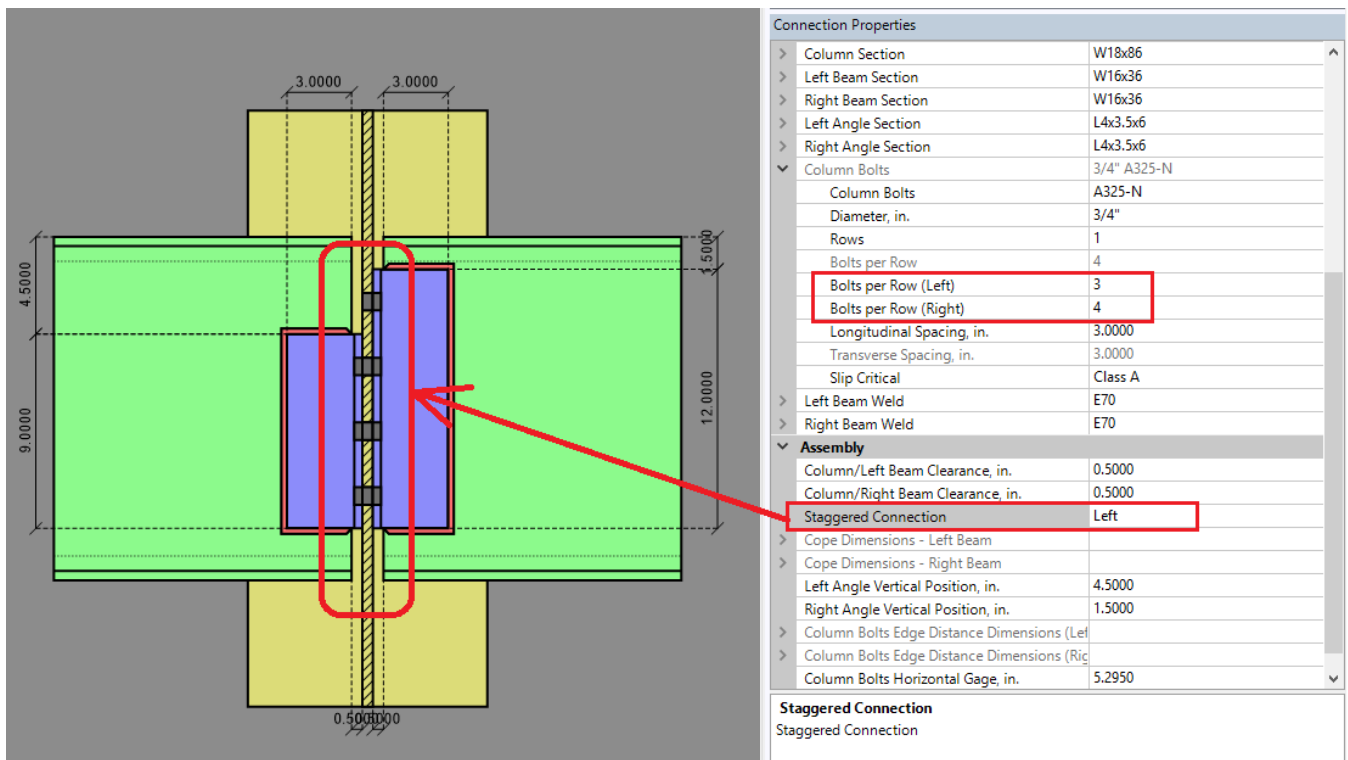 3.0000 3.0000
4.5000
9.0000
12.0000
Connection Properties
Column Section W18x86
Left Beam Section W16x36
Right Beam Section W16x36
Left Angle Section L4x3.5x6
Right Angle Section L4x3.5x6
Column Bolts 3/4" A325-N
Column Bolts A325-N
Diameter, in. 3/4"
Rows 1
Bolts per Row 4
Bolts per Row (Left) 3
Bolts per Row (Right) 4
Longitudinal Spacing, in. 3.0000
Transverse Spacing, in. 3.0000
Slip Critical Class A
Left Beam Weld E70
Right Beam Weld E70
Assembly
Column/Left Beam Clearance, in. 0.5000
Column/Right Beam Clearance, in. 0.5000
Staggered Connection Left
Cope Dimensions - Left Beam
Cope Dimensions - Right Beam
Left Angle Vertical Position, in. 4.5000
Right Angle Vertical Position, in. 1.5000
Column Bolts Edge Distance Dimensions (Lef
Column Bolts Edge Distance Dimensions (Rig
Column Bolts Horizontal Gage, in. 5.2950
Staggered Connection
Staggered Connection